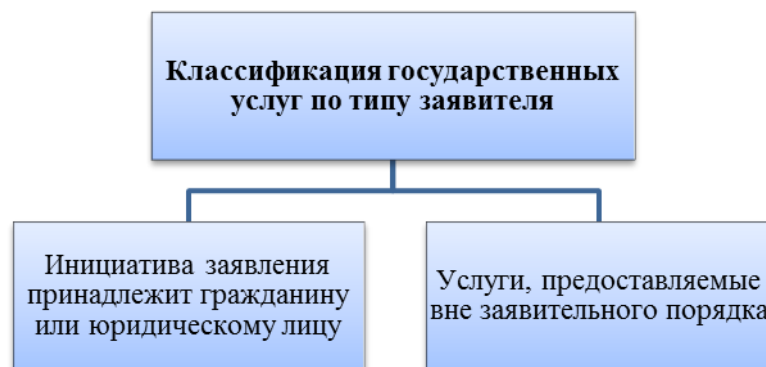 Классификация государственных
услуг по типу заявителя
Инициатива заявления
принадлежит гражданину
или юридическому лицу
Услуги, предоставляемые
вне заявительного порядка